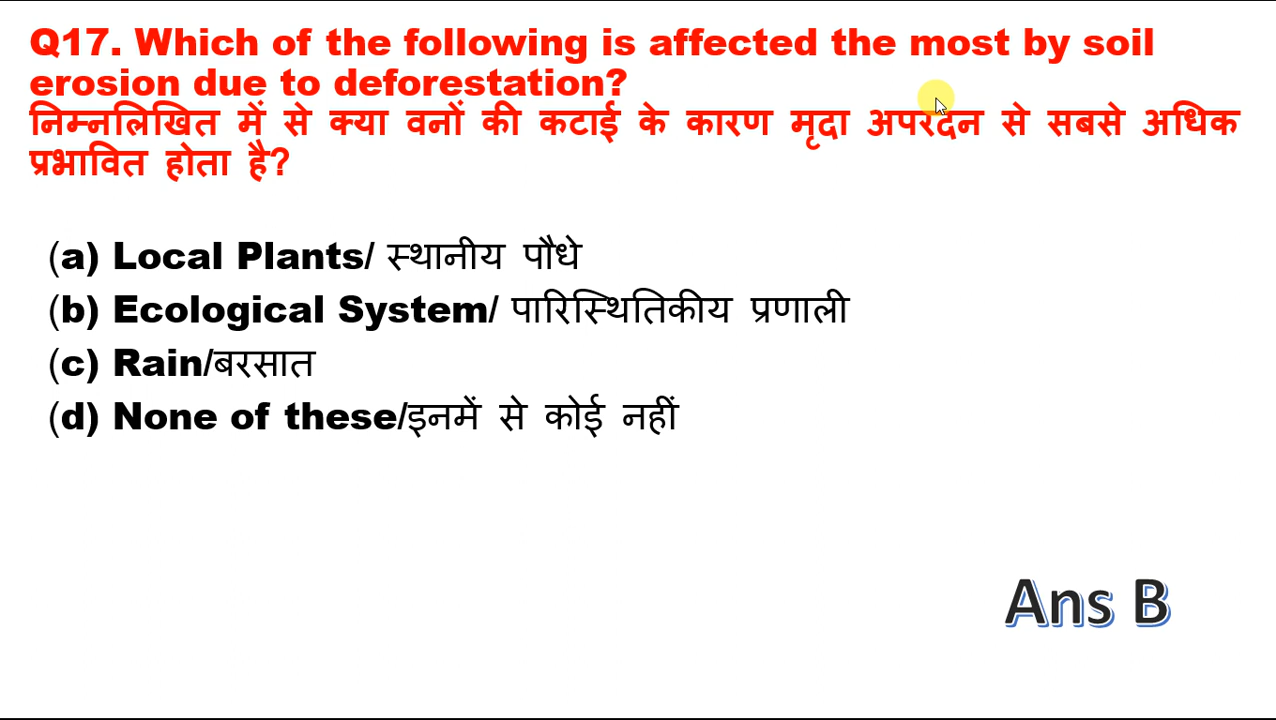 Q17. Which of the following is affected the most by soil
erosion due to deforestation?
निम्नलिखित में से क्या वनों की कटाई के कारण मृदा अपरदन से सबसे अधिक
प्रभावित होता है?
(a) Local Plants/ स्थानीय पौधे
(b) Ecological System/ पारिस्थितिकीय प्रणाली
(c) Rain/बरसात
(d) None of these/इनमें से कोई नहीं
Ans B